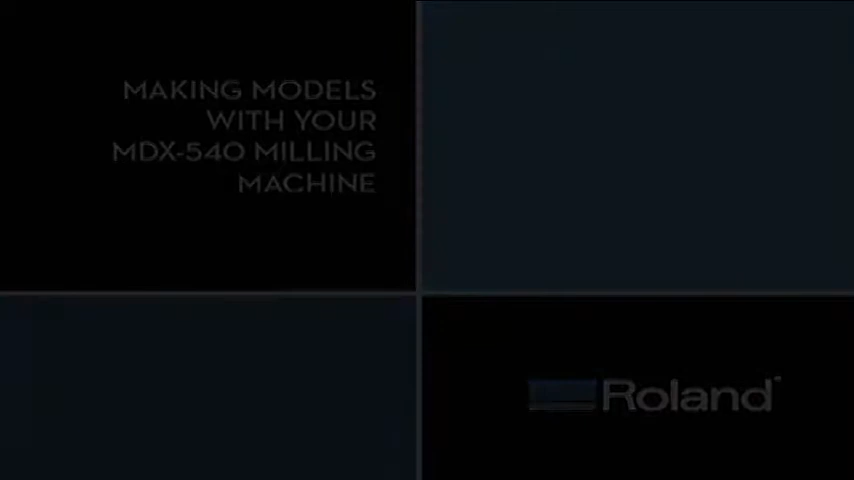 MAKING MODELS
WITH YOUR
MDX-540 MILLING
MACHINE
Roland